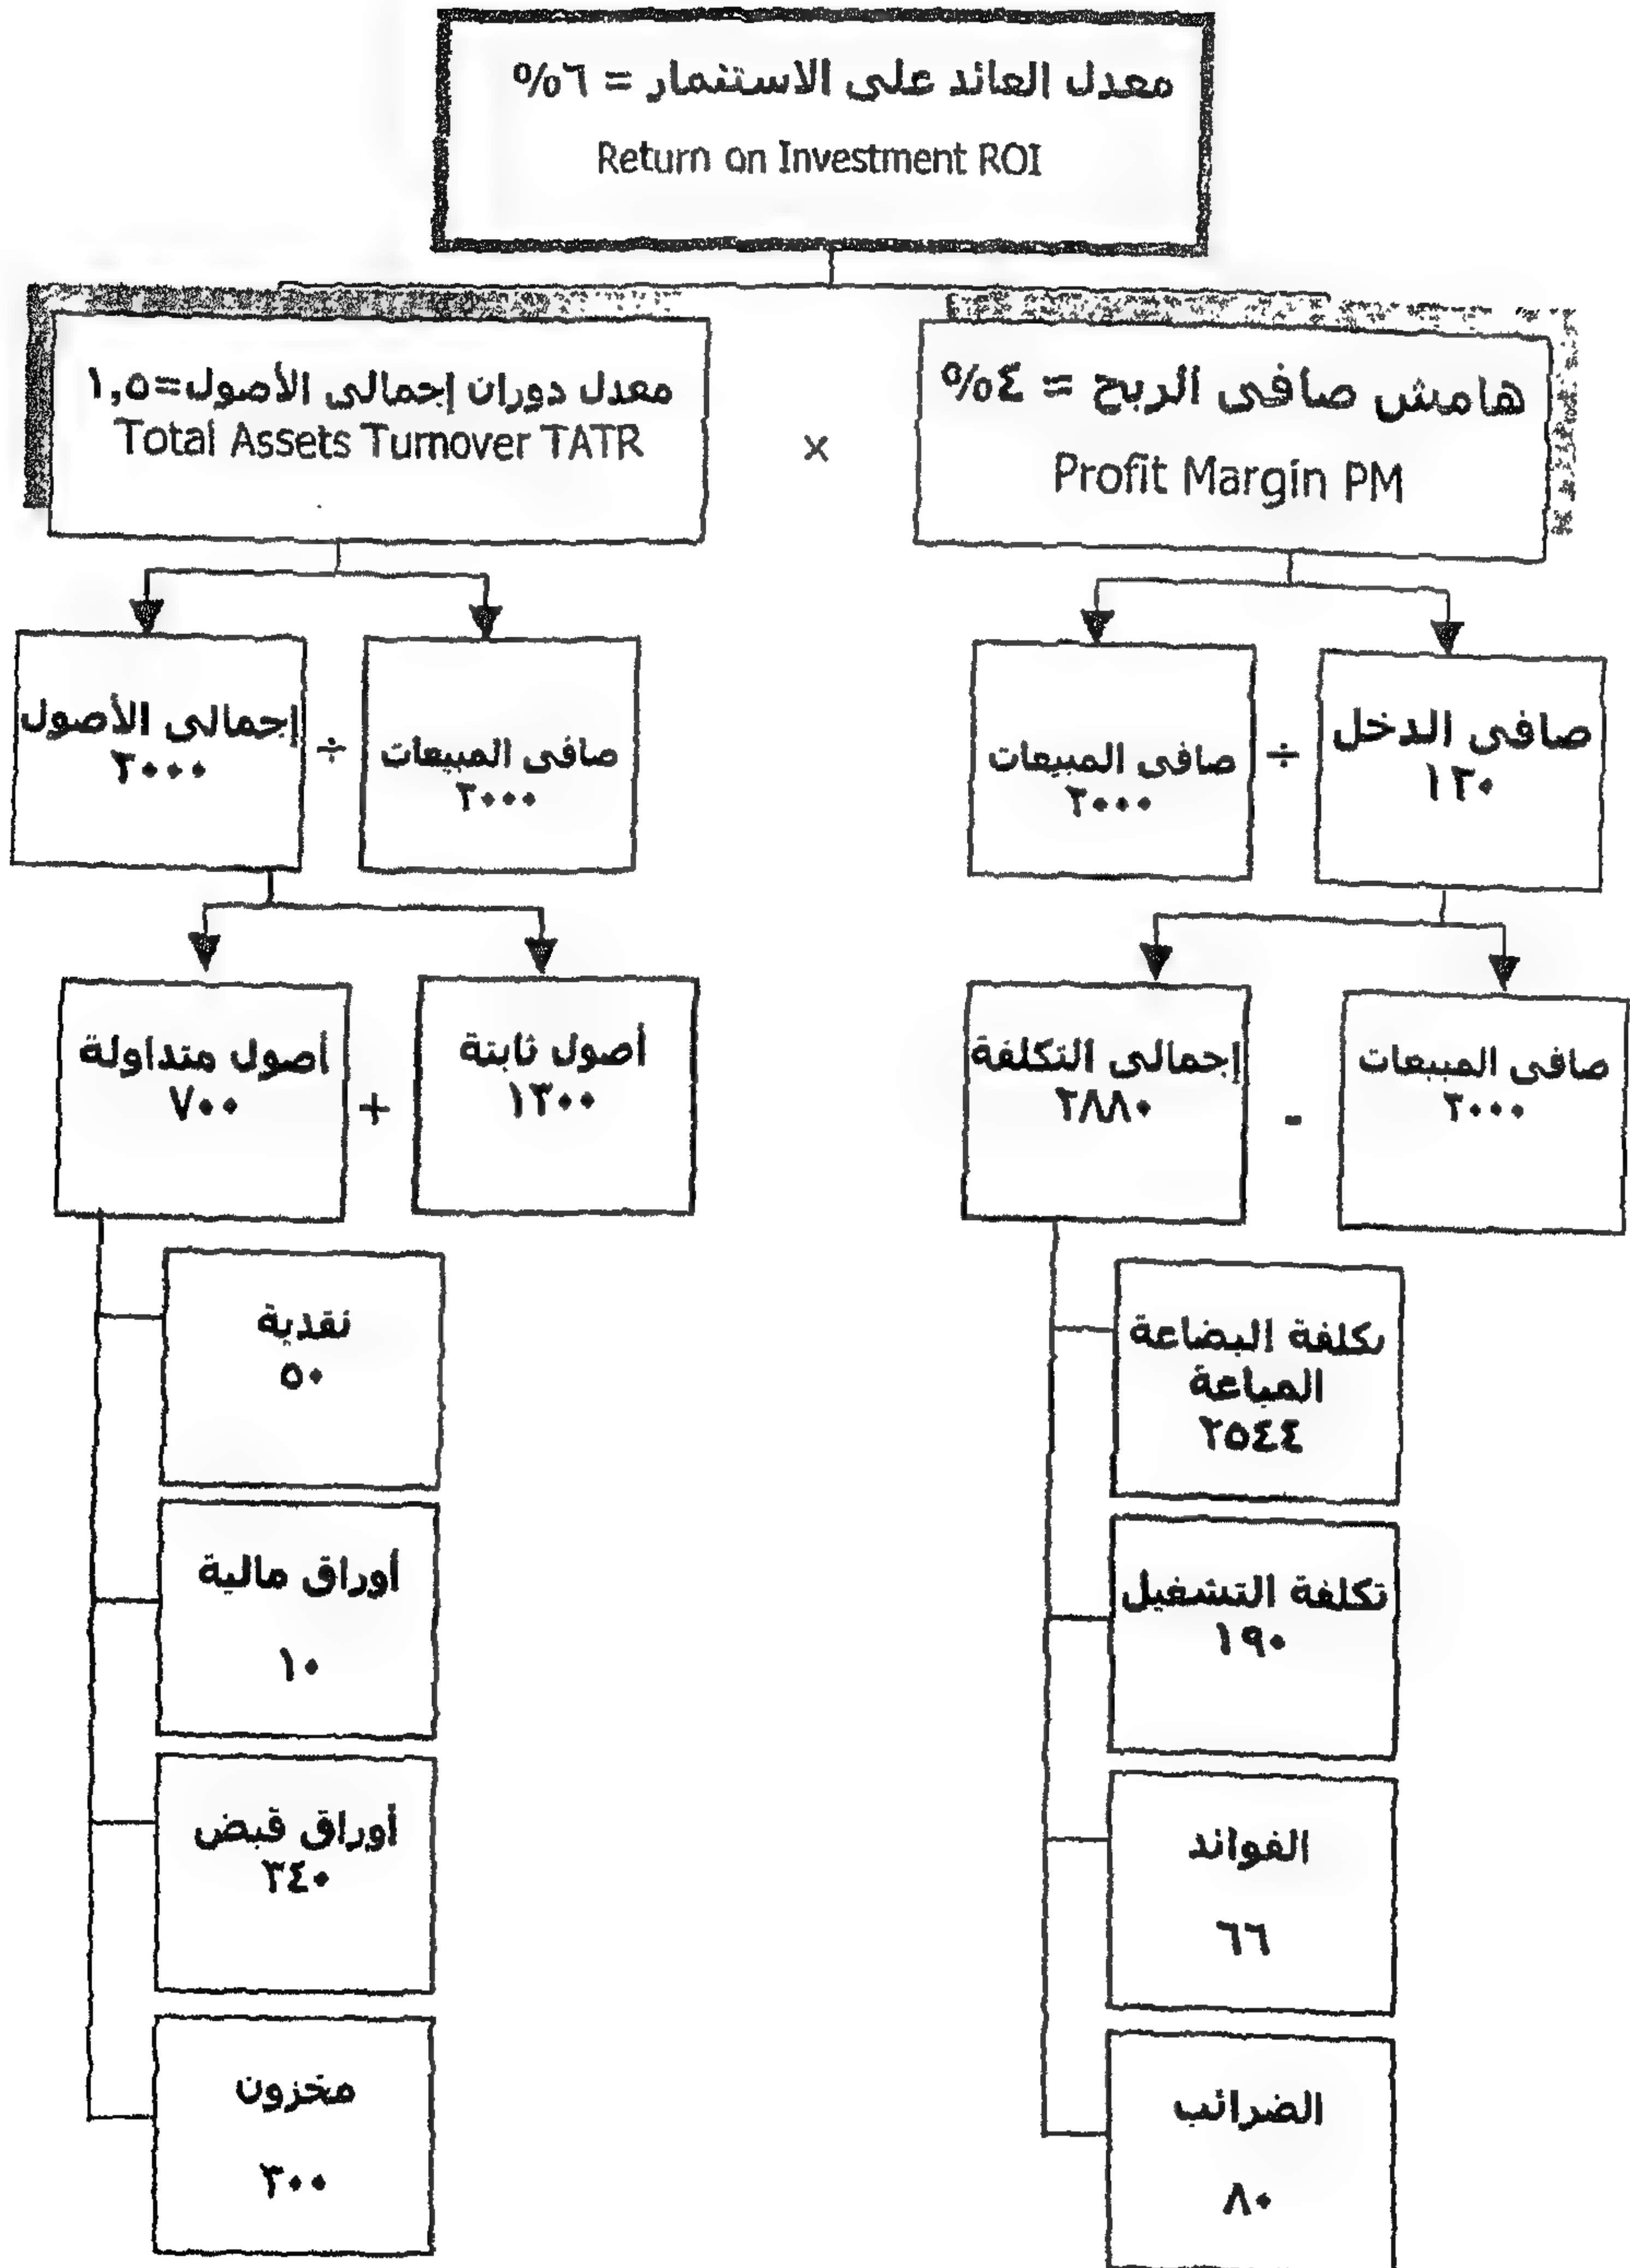 معدل العائد على الاستثمار = ٦%
Return on Investment ROI
هامش صافى الربح = ٤%
Profit Margin PM
×
معدل دوران إجمالى الأصول=١,٥
Total Assets Turnover TATR
صافى الدخل
١٢٠
÷
صافى المبيعات
٣٠٠٠
صافى المبيعات
٣٠٠٠
÷
إجمالى الأصول
٢٠٠٠
صافى المبيعات
٣٠٠٠
-
إجمالى التكلفة
٢٨٨٠
أصول ثابتة
١٣٠٠
+
أصول متداولة
٧٠٠
تكلفة البضاعة
المباعة
٢٥٤٤
تكلفة التشغيل
١٩٠
الفوائد
٦٦
الضرائب
٨٠
نقدية
٥٠
أوراق مالية
١٠
أوراق قبض
٣٤٠
مخزون
٣٠٠